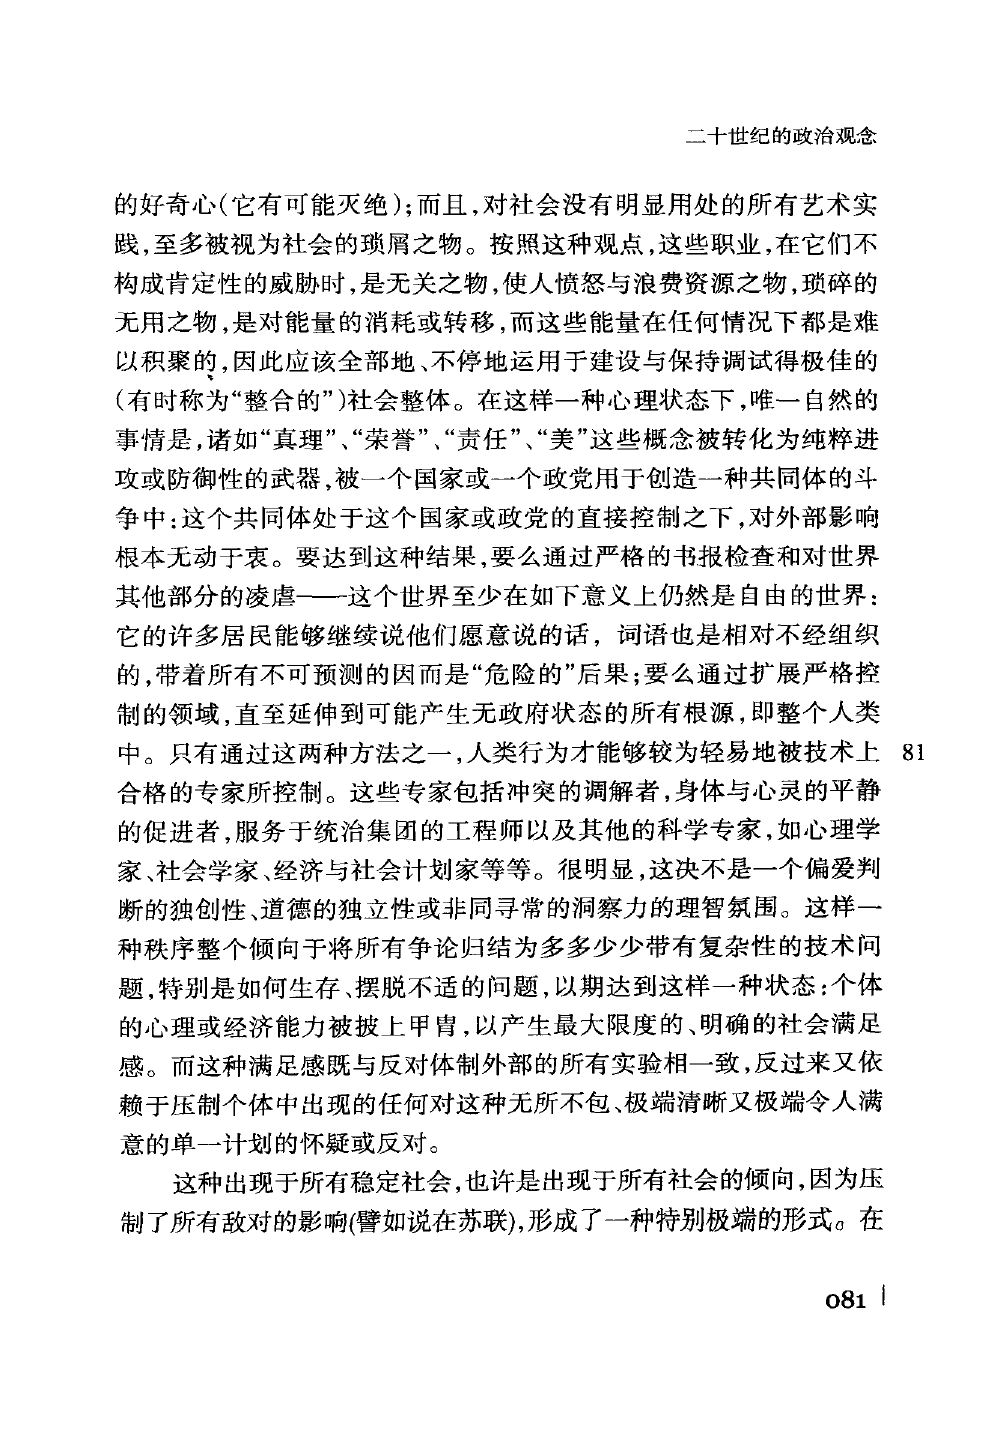 二十世纪的政治观念
的好奇心(它有可能灭绝);而且,对社会没有明显用处的所有艺术实
践,至多被视为社会的琐屑之物。按照这种观点,这些职业,在它们不
构成肯定性的威胁时,是无关之物,使人愤怒与浪费资源之物,琐碎的
无用之物,是对能量的消耗或转移,而这些能量在任何情况下都是难
以积聚的,因此应该全部地、不停地运用于建设与保持调试得极佳的
(有时称为“整合的”)社会整体。在这样一种心理状态下,唯一自然的
事情是,诸如“真理”、“荣誉”、“责任”、“美”这些概念被转化为纯粹进
攻或防御性的武器,被一个国家或一个政党用于创造一种共同体的斗
争中:这个共同体处于这个国家或政党的直接控制之下,对外部影响
根本无动于衷。要达到这种结果,要么通过严格的书报检查和对世界
其他部分的凌虐——这个世界至少在如下意义上仍然是自由的世界:
它的许多居民能够继续说他们愿意说的话, 词语也是相对不经组织
的,带着所有不可预测的因而是“危险的”后果;要么通过扩展严格控
制的领域,直至延伸到可能产生无政府状态的所有根源,即整个人类
中。只有通过这两种方法之一,人类行为才能够较为轻易地被技术上 81
合格的专家所控制。这些专家包括冲突的调解者,身体与心灵的平静
的促进者,服务于统治集团的工程师以及其他的科学专家,如心理学
家、社会学家、经济与社会计划家等等。很明显,这决不是一个偏爱判
断的独创性、道德的独立性或非同寻常的洞察力的理智氛围。这样一
种秩序整个倾向于将所有争论归结为多多少少带有复杂性的技术问
题,特别是如何生存、摆脱不适的问题,以期达到这样一种状态:个体
的心理或经济能力被披上甲胄,以产生最大限度的、明确的社会满足
感。而这种满足感既与反对体制外部的所有实验相一致,反过来又依
赖于压制个体中出现的任何对这种无所不包、极端清晰又极端令人满
意的单一计划的怀疑或反对。
这种出现于所有稳定社会,也许是出现于所有社会的倾向,因为压
制了所有敌对的影响(譬如说在苏联),形成了一种特别极端的形式。在
081